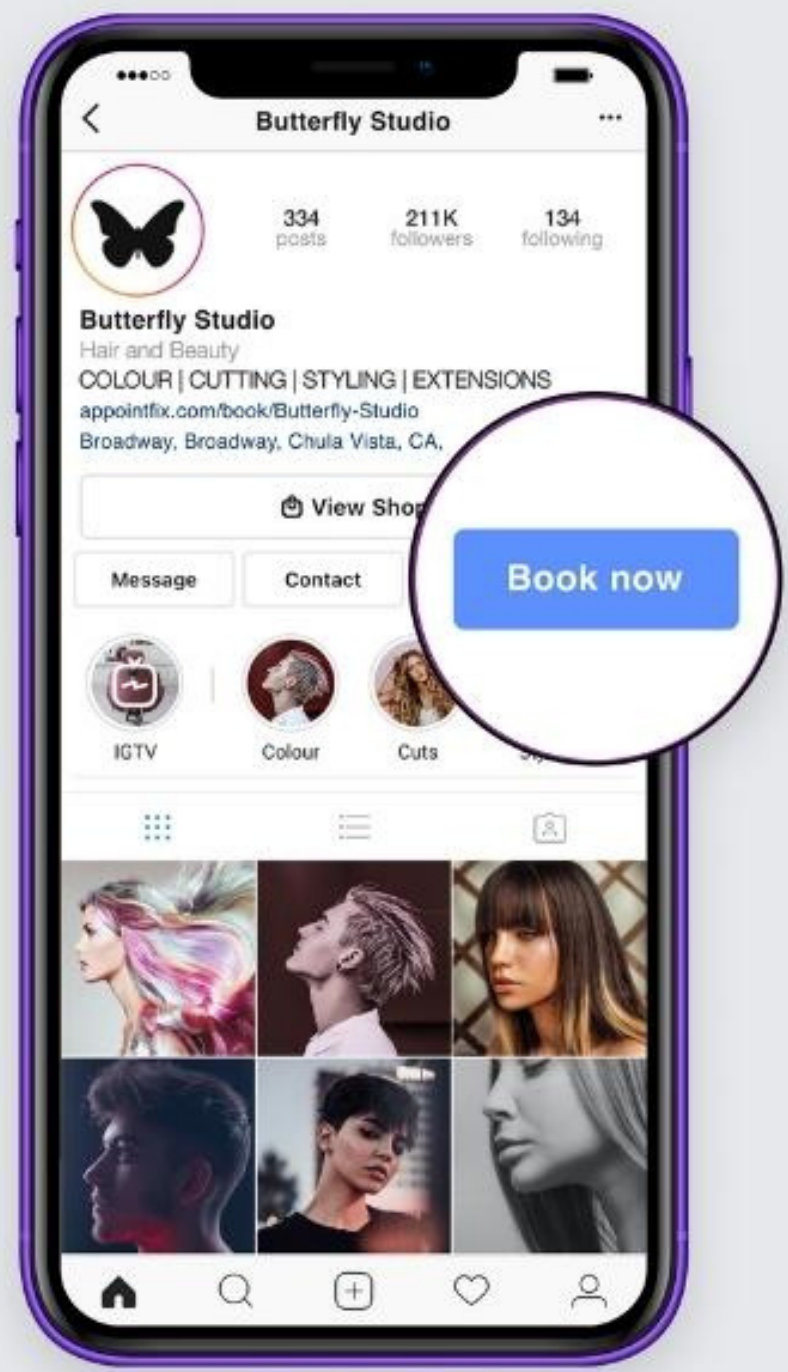 Butterfly Studio
334 211K 134
posts followers following
Butterfly Studio
Hair and Beauty
COLOUR | CUTTING | STYLING | EXTENSIONS
appointfix.com/book/Butterfly-Studio
Broadway, Broadway, Chula Vista, CA,
View Shop
Message Contact Book now
IGTV Colour Cuts